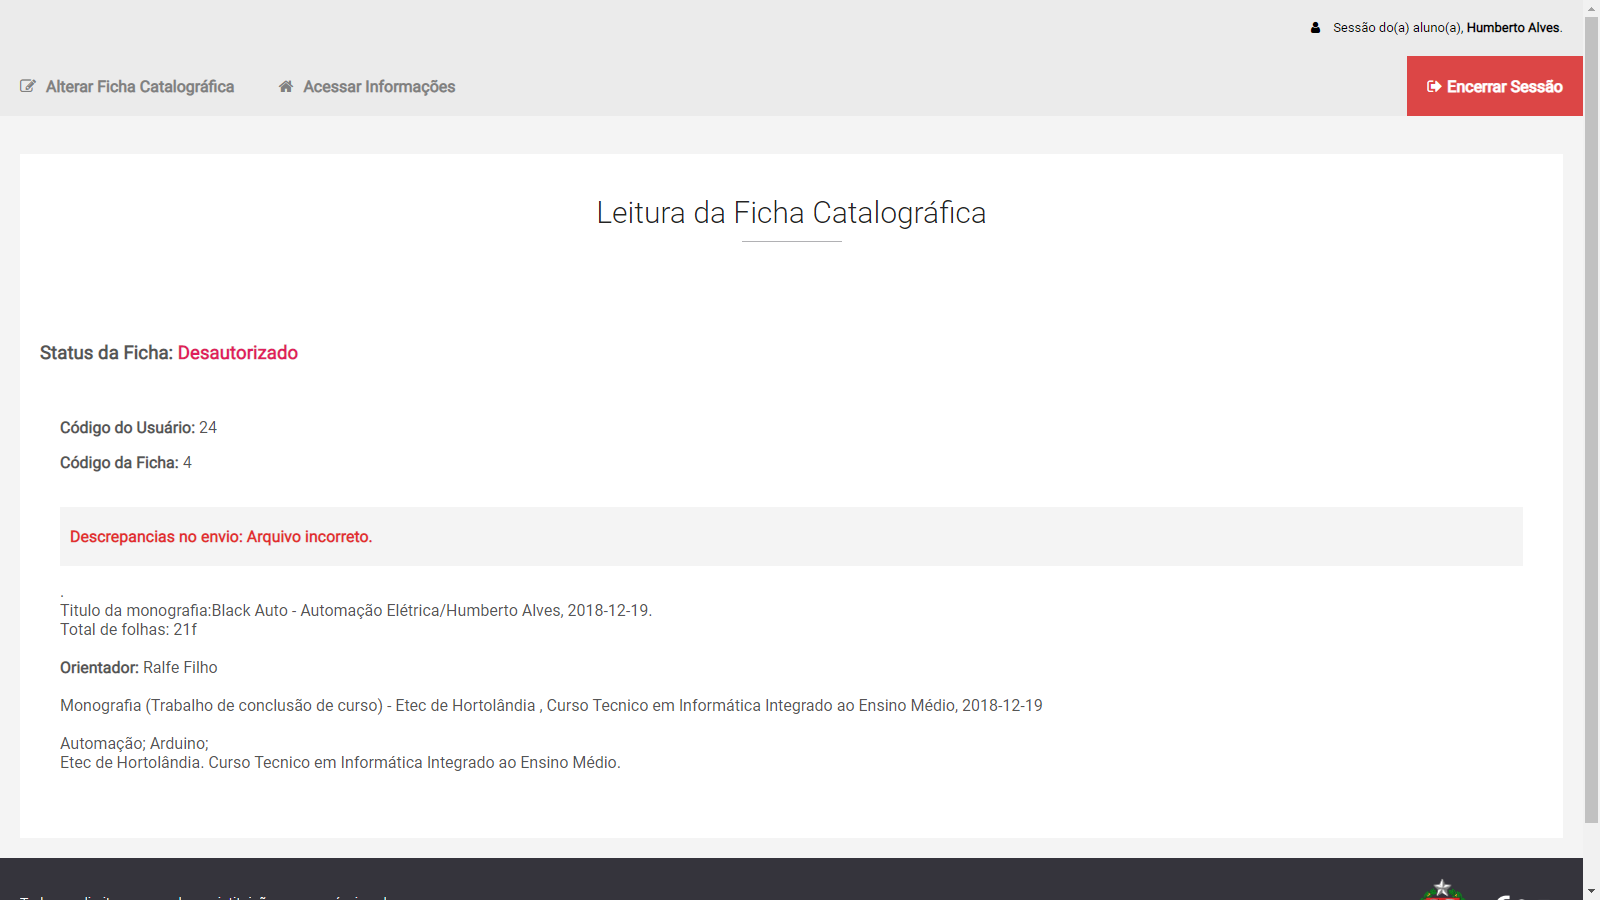 Sessão do(a) aluno(a), Humberto Alves.
Alterar Ficha Catalográfica
Acessar Informações
Encerrar Sessão
Leitura da Ficha Catalográfica
Status da Ficha: Desautorizado
Código do Usuário: 24
Código da Ficha: 4
Descrepancias no envio: Arquivo incorreto.
.
Titulo da monografia:Black Auto - Automação Elétrica/Humberto Alves, 2018-12-19.
Total de folhas: 21f
Orientador: Ralfe Filho
Monografia (Trabalho de conclusão de curso) - Etec de Hortolândia , Curso Tecnico em Informática Integrado ao Ensino Médio, 2018-12-19
Automação; Arduino;
Etec de Hortolândia. Curso Tecnico em Informática Integrado ao Ensino Médio.